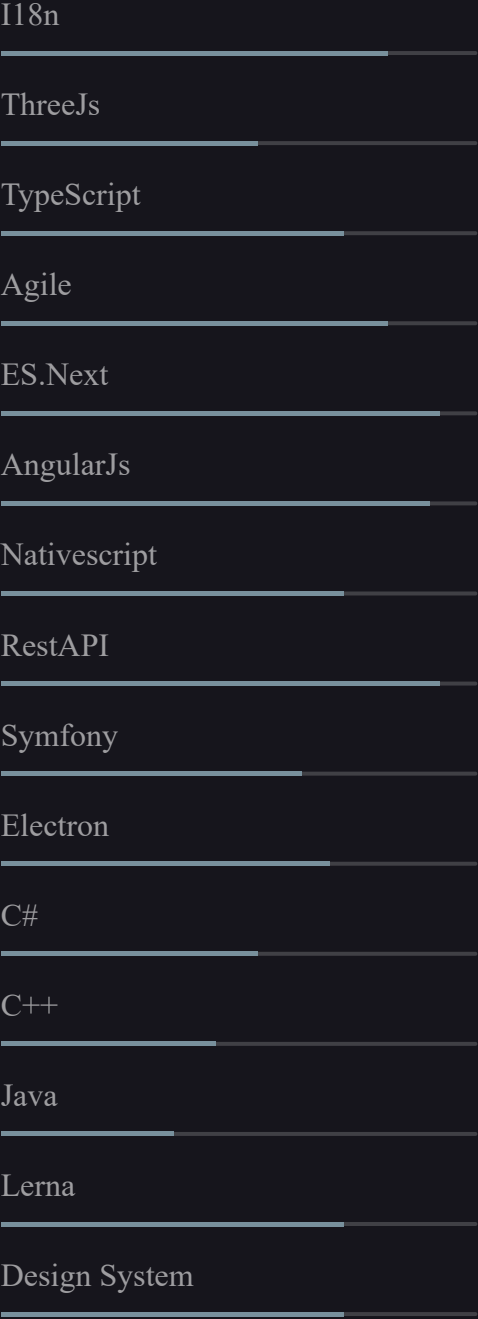 I18n
ThreeJs
TypeScript
Agile
ES.Next
AngularJs
Nativescript
RestAPI
Symfony
Electron
C#
C++
Java
Lerna
Design System